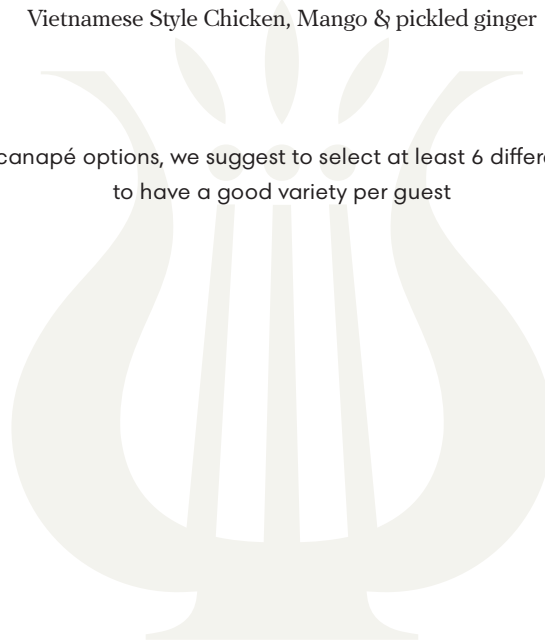 Vietnamese Style Chicken, Mango & pickled ginger
canapé options, we suggest to select at least 6
to have a good variety per guest